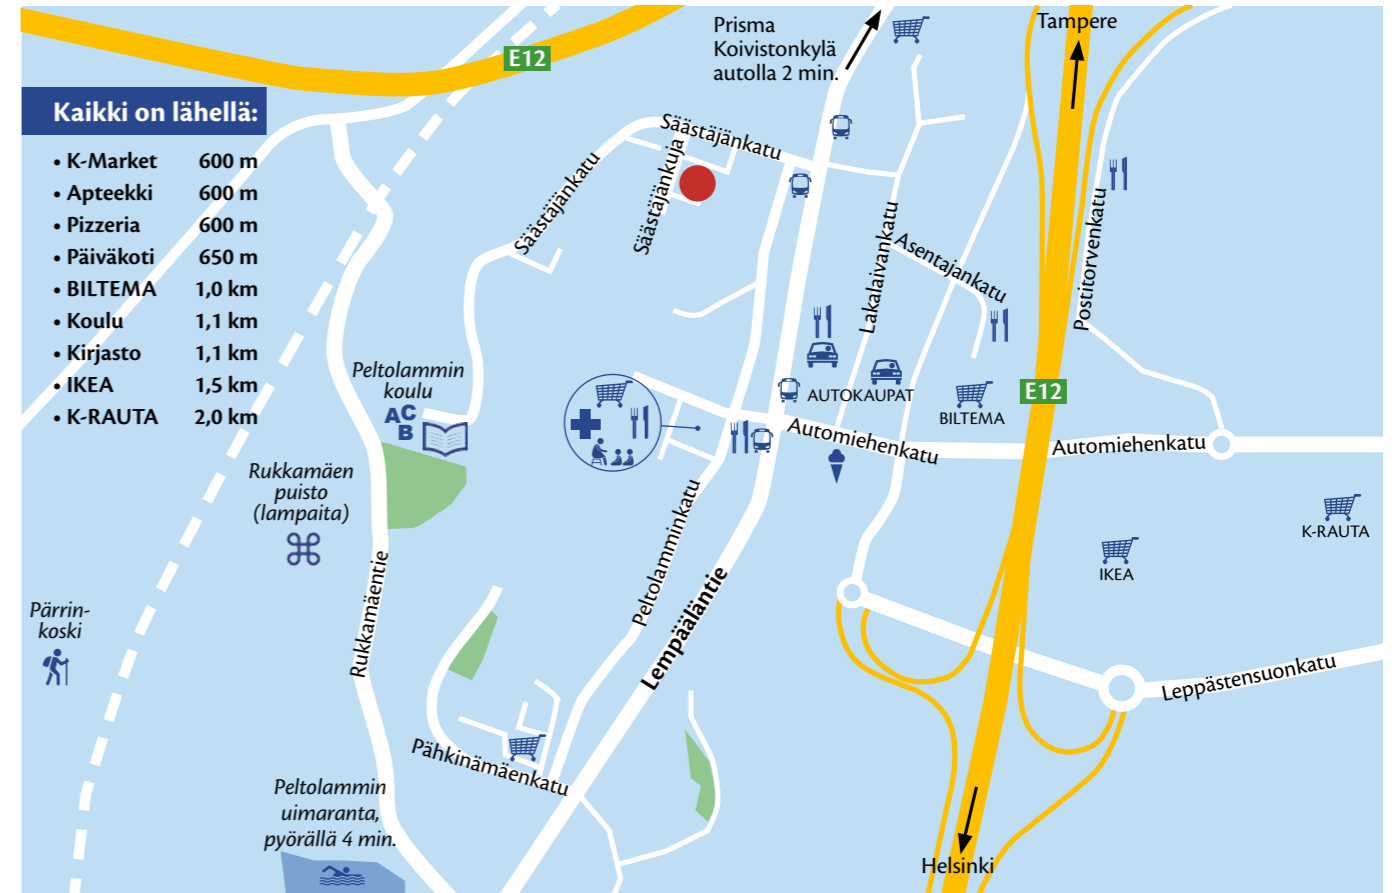 Prisma
Koivistonkylä
autolla 2 min.
Tampere
E12
Kaikki on lähellä:
• K-Market 600 m
• Apteekki 600 m
• Pizzeria 600 m
• Päiväkoti 650 m
• BILTEMA 1,0 km
• Koulu 1,1 km
• Kirjasto 1,1 km
• IKEA 1,5 km
• K-RAUTA 2,0 km
Säästäjänkatu
Säästäjänkatu
Säästäjänkuja
Lakalaivankatu
Asentajankatu
Postitorvenkatu
Peltolammin
koulu
A C
B
AUTOKAUPAT
BILTEMA
E12
Automiehenkatu
Automiehenkatu
Rukkamäen
puisto
(lampaita)
K-RAUTA
IKEA
Peltolamminkatu
Lempääläntie
Rukkamäentie
Pärrin-
koski
Leppästensuonkatu
Pähkinämäenkatu
Peltolammin
uimaranta,
pyörällä 4 min.
Helsinki